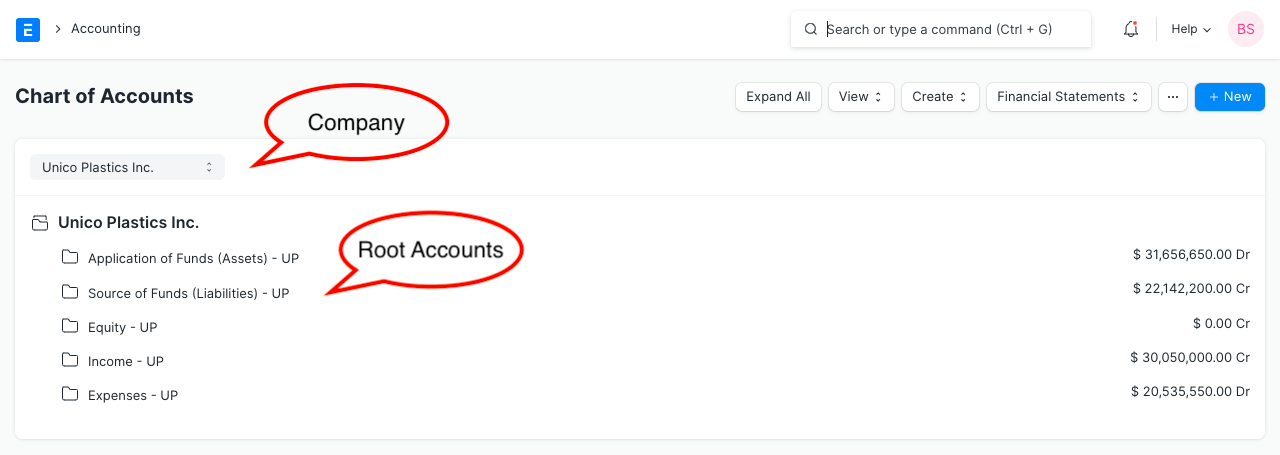 E
Accounting
Search or type a command (Ctrl + G)
Help
BS
Chart of Accounts
Expand All
View
Create
Financial Statements
···
+ New
Company
Unico Plastics Inc.
Unico Plastics Inc.
Root Accounts
Application of Funds (Assets) - UP $ 31,656,650.00 Dr
Source of Funds (Liabilities) - UP $ 22,142,200.00 Cr
Equity - UP $ 0.00 Cr
Income - UP $ 30,050,000.00 Cr
Expenses - UP $ 20,535,550.00 Dr